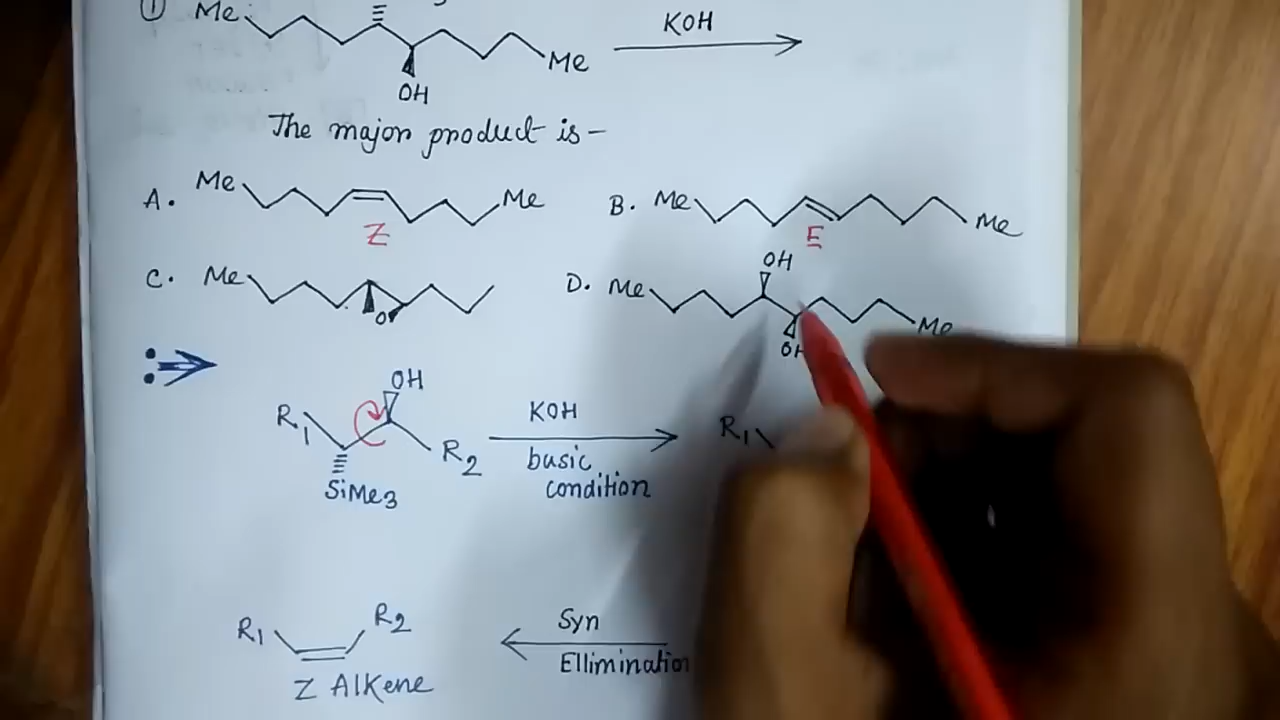 ① Me KOH
Me
OH
The major product is –
A. Me Me B. Me Me
Z E
C. Me O D. Me OH OH Me
R1 OH R2 SiMe3 KOH R1
busic
condition
R1 R2 Syn
Ellimination
Z Alkene